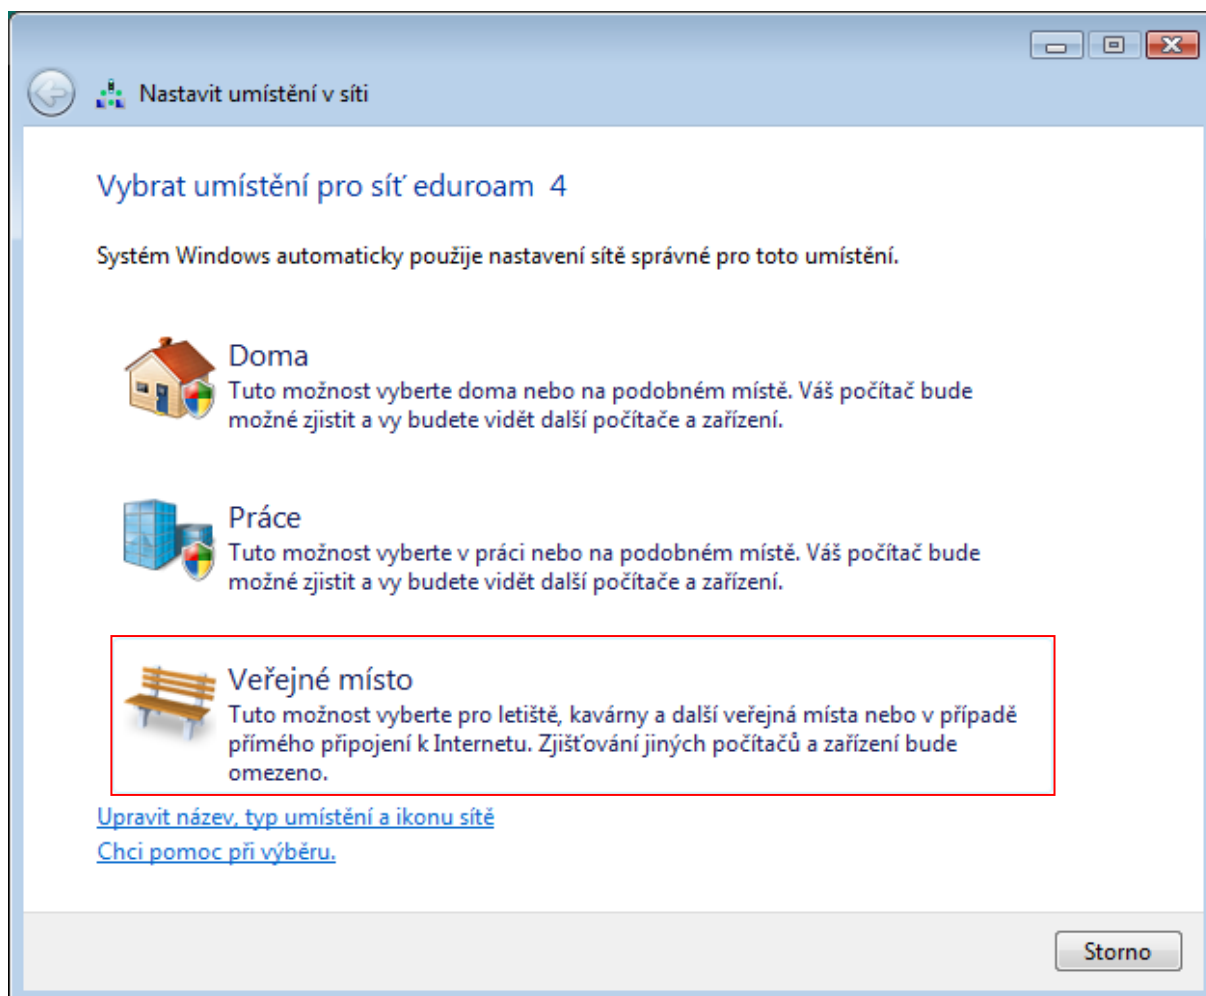 Nastavit umístění v síti
Vybrat umístění pro síť eduroam  4
Systém Windows automaticky použije nastavení sítě správné pro toto umístění.
Doma
Tuto možnost vyberte doma nebo na podobném místě. Váš počítač bude
možné zjistit a vy budete vidět další počítače a zařízení.
Práce
Tuto možnost vyberte v práci nebo na podobném místě. Váš počítač bude
možné zjistit a vy budete vidět další počítače a zařízení.
Veřejné místo
Tuto možnost vyberte pro letiště, kavárny a další veřejná místa nebo v případě
přímého připojení k Internetu. Zjišťování jiných počítačů a zařízení bude
omezeno.
Upravit název, typ umístění a ikonu sítě
Chci pomoc při výběru.
Storno